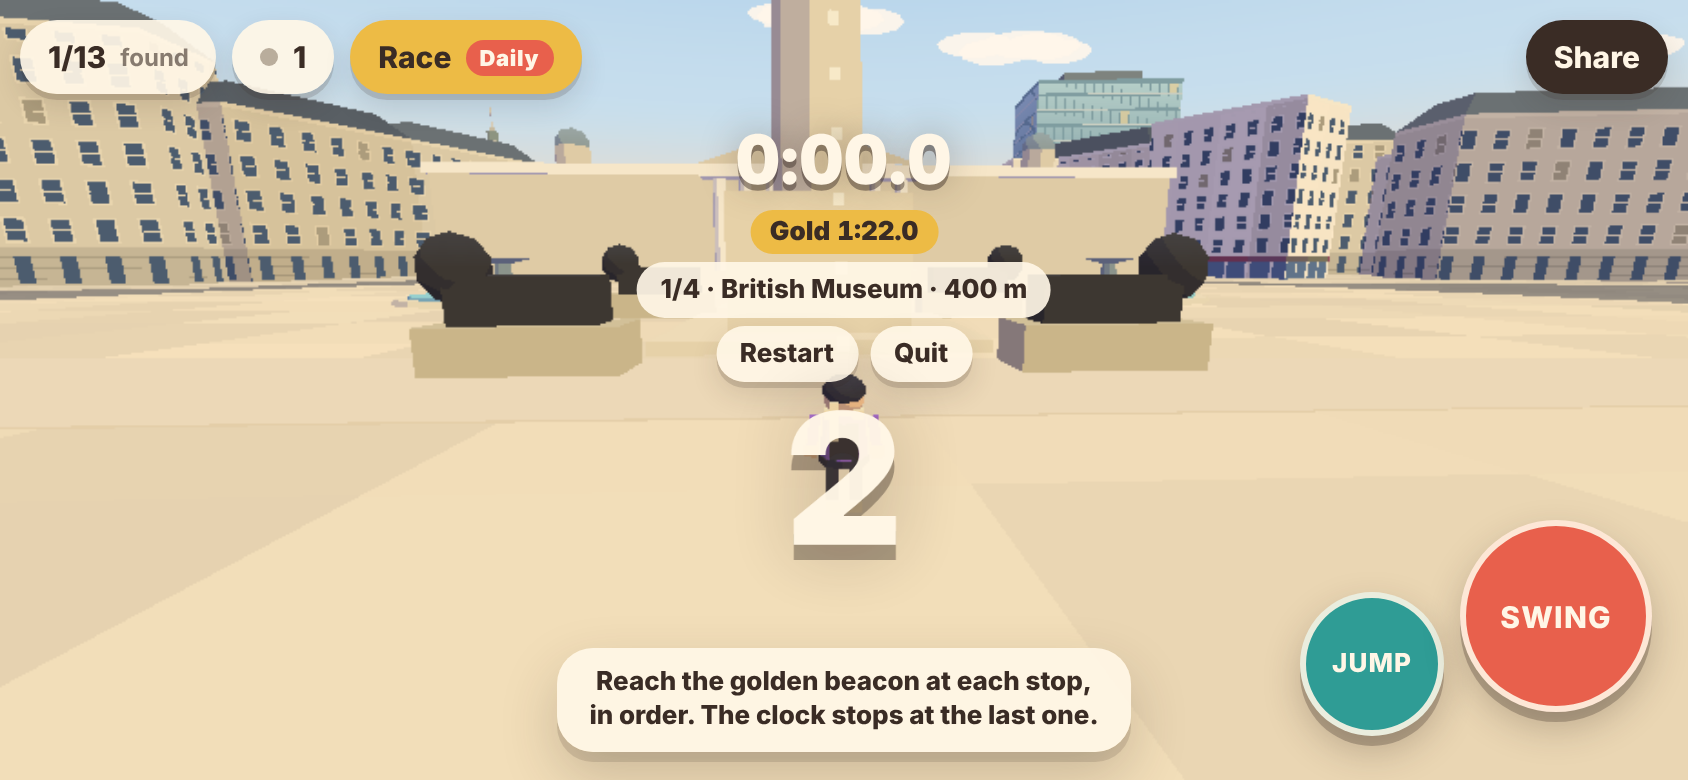 1/13 found
1
Race Daily
Share
0:00.0
Gold 1:22.0
1/4 · British Museum · 400 m
Restart
Quit
2
SWING
JUMP
Reach the golden beacon at each stop,
in order. The clock stops at the last one.